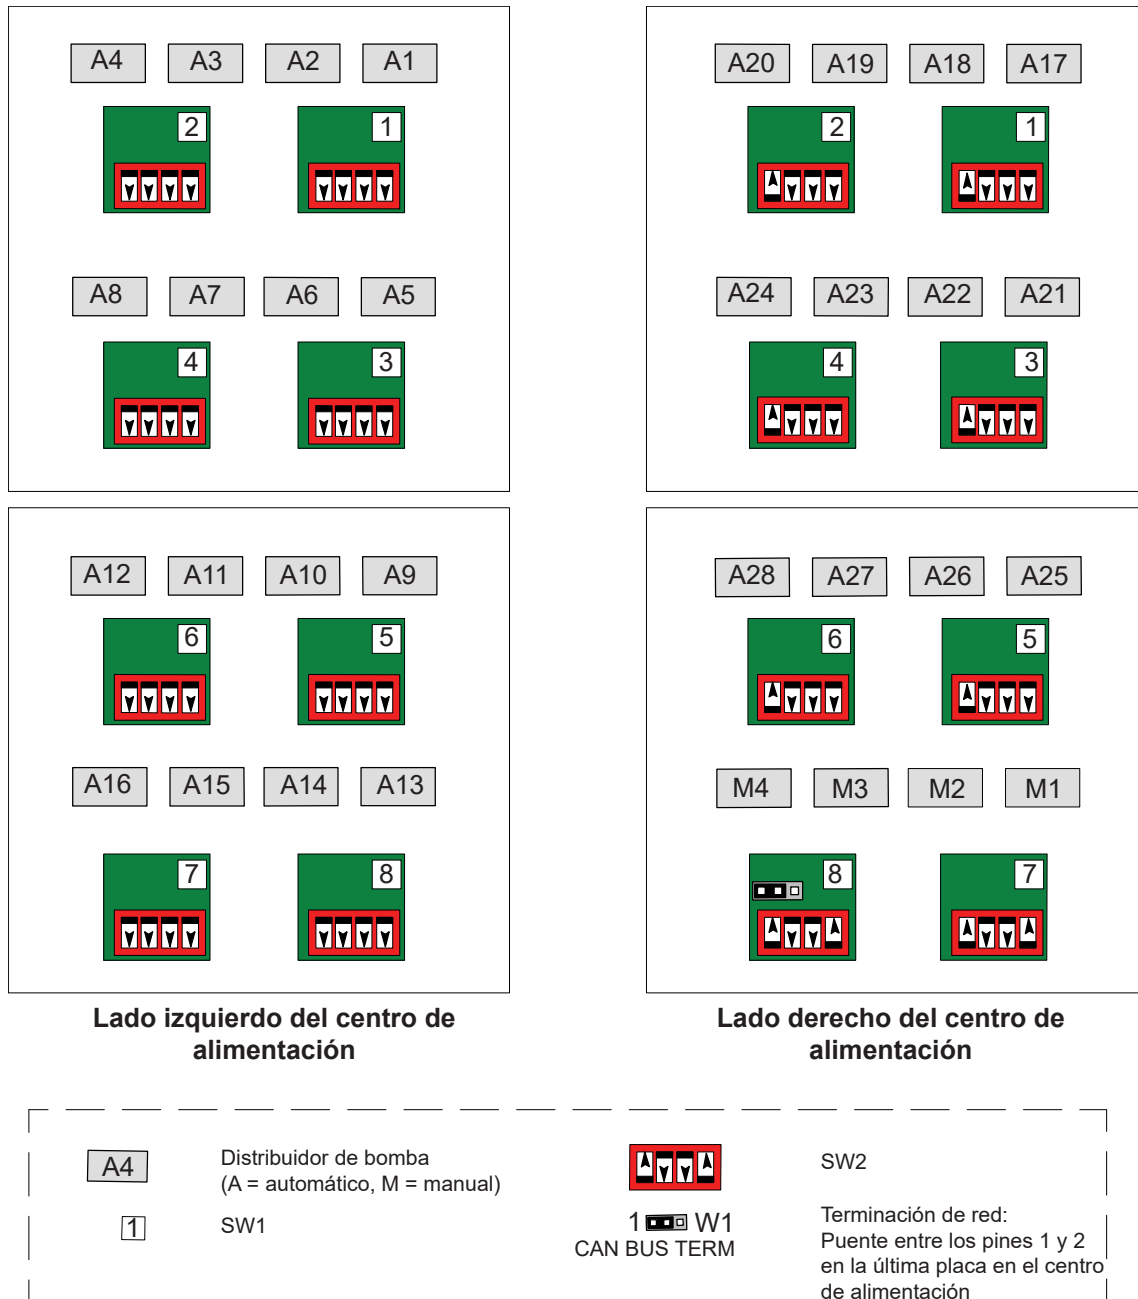 A4 A3 A2 A1
2 1
A8 A7 A6 A5
4 3
A12 A11 A10 A9
6 5
A16 A15 A14 A13
7 8
Lado izquierdo del centro de
alimentación
A20 A19 A18 A17
2 1
A24 A23 A22 A21
4 3
A28 A27 A26 A25
6 5
M4 M3 M2 M1
8 7
Lado derecho del centro de
alimentación
A4
Distribuidor de bomba
(A = automático, M = manual)
1
SW1
SW2
1 W1
CAN BUS TERM
Terminación de red:
Puente entre los pines 1 y 2
en la última placa en el centro
de alimentación